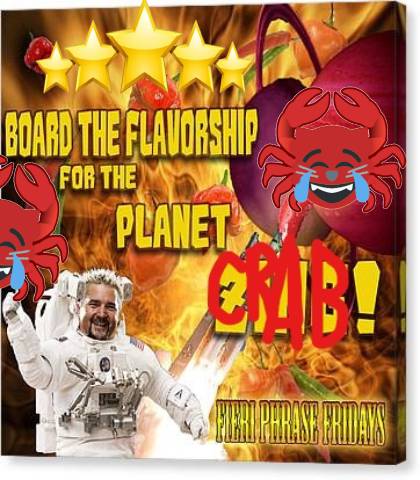 BOARD THE FLAVORSHIP
FOR THE
PLANET
CRAB!
FIERI PHRASE FRIDAYS